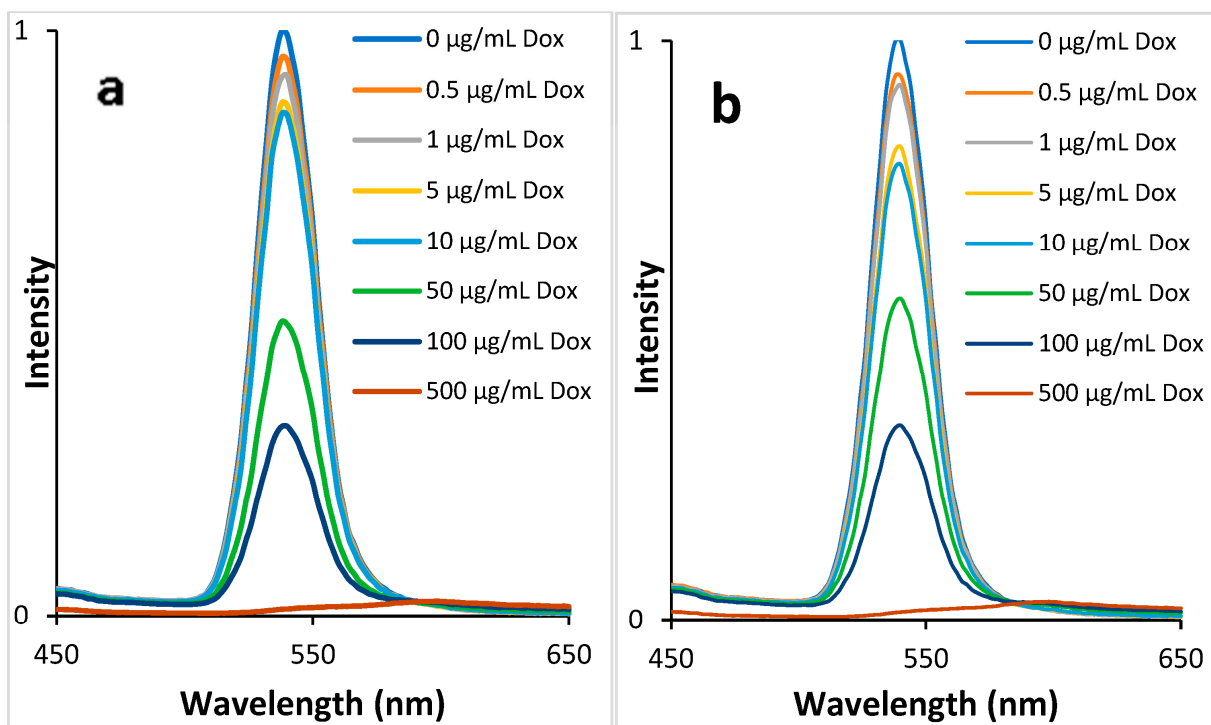 1
a
0 µg/mL Dox
0.5 µg/mL Dox
1 µg/mL Dox
5 µg/mL Dox
10 µg/mL Dox
50 µg/mL Dox
100 µg/mL Dox
500 µg/mL Dox
Intensity
0
450
550
650
Wavelength (nm)
1
b
0 µg/mL Dox
0.5 µg/mL Dox
1 µg/mL Dox
5 µg/mL Dox
10 µg/mL Dox
50 µg/mL Dox
100 µg/mL Dox
500 µg/mL Dox
Intensity
0
450
550
650
Wavelength (nm)